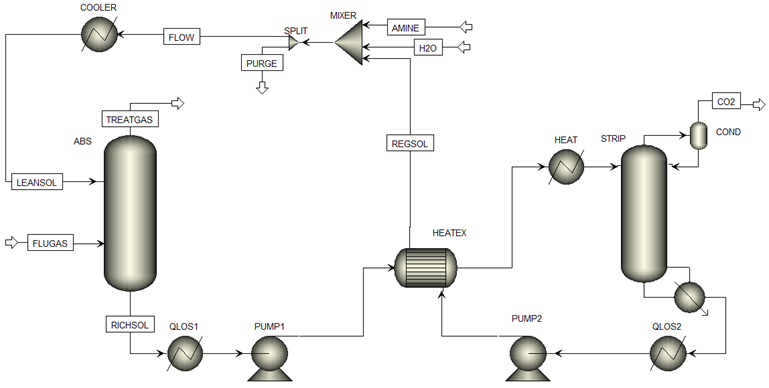 COOLER
MIXER
AMINE
SPLIT
FLOW
H2O
PURGE
CO2
TREATGAS
ABS
COND
HEAT
STRIP
REGSOL
LEANSOL
HEATEX
FLUGAS
RICHSOL
QLOS1
PUMP1
PUMP2
QLOS2